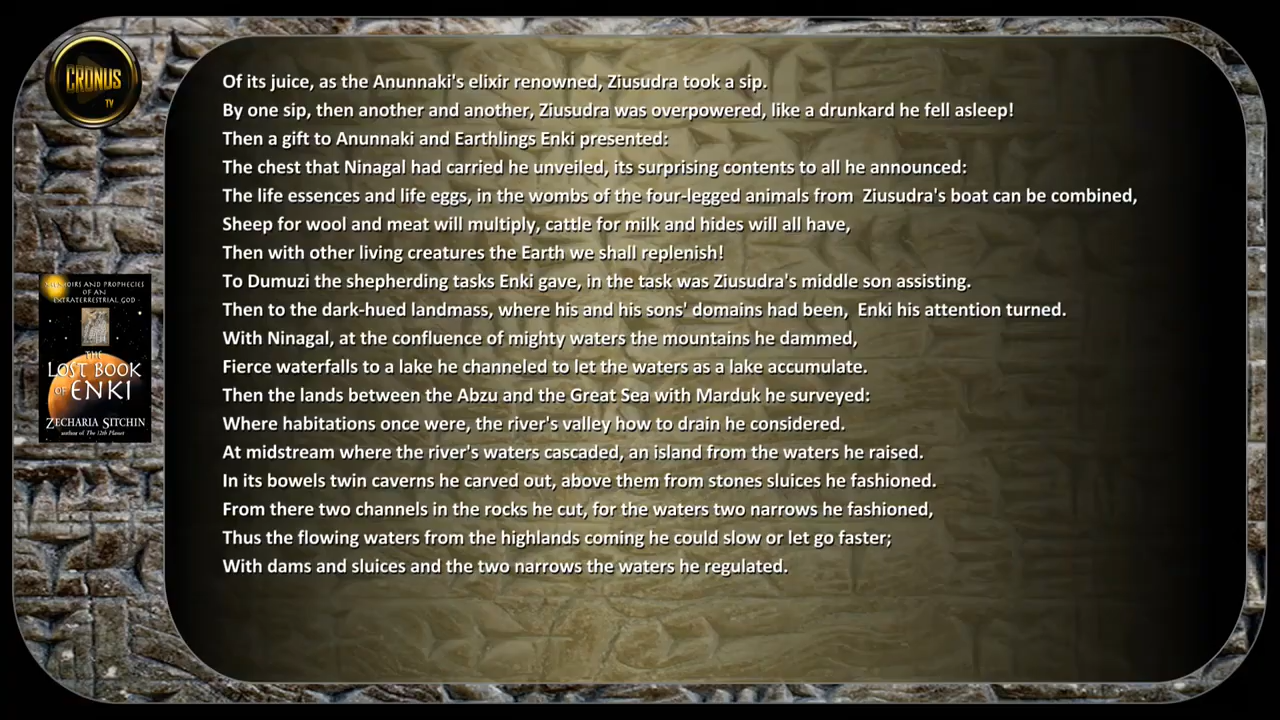 CRONUS
TV
Of its juice, as the Anunnaki's elixir renowned, Ziusudra took a sip.
By one sip, then another and another, Ziusudra was overpowered, like a drunkard he fell asleep!
Then a gift to Anunnaki and Earthlings Enki presented:
The chest that Ninagal had carried he unveiled, its surprising contents to all he announced:
The life essences and life eggs, in the wombs of the four-legged animals from Ziusudra's boat can be combined,
Sheep for wool and meat will multiply, cattle for milk and hides will all have,
Then with other living creatures the Earth we shall replenish!
To Dumuzi the shepherding tasks Enki gave, in the task was Ziusudra's middle son assisting.
Then to the dark-hued landmass, where his and his sons' domains had been, Enki his attention turned.
With Ninagal, at the confluence of mighty waters the mountains he dammed,
Fierce waterfalls to a lake he channeled to let the waters as a lake accumulate.
Then the lands between the Abzu and the Great Sea with Marduk he surveyed:
Where habitations once were, the river's valley how to drain he considered.
At midstream where the river's waters cascaded, an island from the waters he raised.
In its bowels twin caverns he carved out, above them from stones sluices he fashioned.
From there two channels in the rocks he cut, for the waters two narrows he fashioned,
Thus the flowing waters from the highlands coming he could slow or let go faster;
With dams and sluices and the two narrows the waters he regulated.
MEMOIRS AND PROPHECIES
OF AN
EXTRATERRESTRIAL GOD
THE
LOST BOOK
OF ENKI
ZECHARIA SITCHIN
author of The 12th Planet